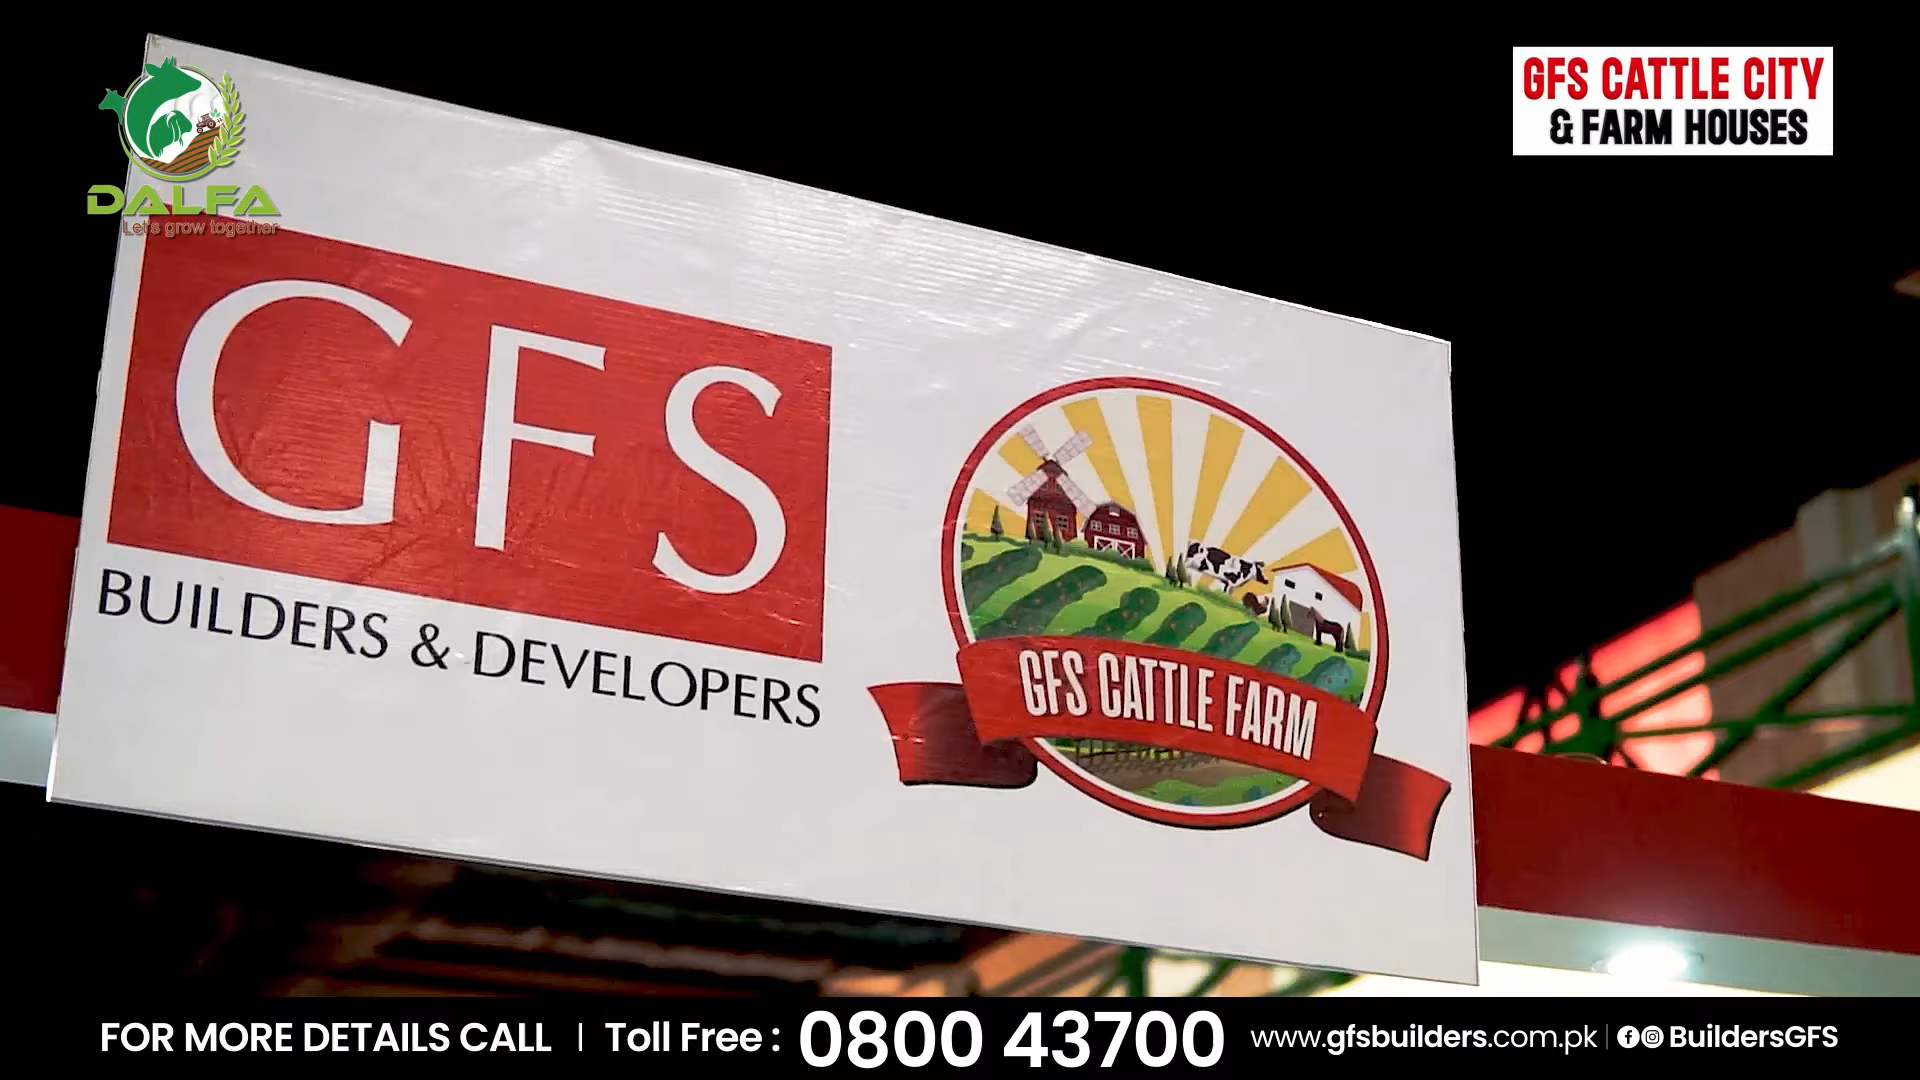 DALFA
Let's grow together
GFS CATTLE CITY
& FARM HOUSES
GFS
BUILDERS & DEVELOPERS
GFS CATTLE FARM
FOR MORE DETAILS CALL | Toll Free : 0800 43700 www.gfsbuilders.com.pk | BuildersGFS